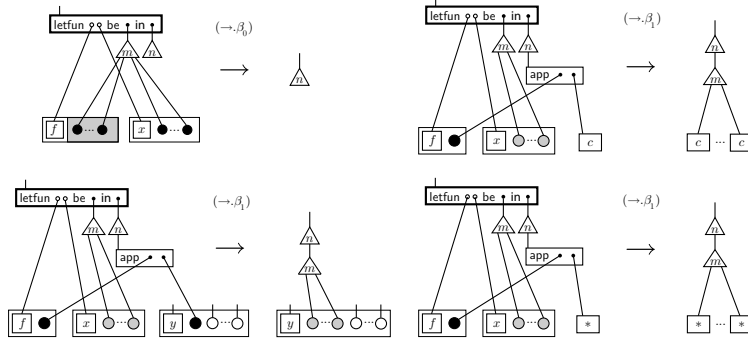 letfun be in
(→.β₀)
m n
n
f ... x ...
letfun be in
(→.β₁)
m n
app
n
m
f x ... c
c ... c
letfun be in
(→.β₁)
m n
app
n
m
f x ... y ...
y ... ...
letfun be in
(→.β₁)
m n
app
n
m
f x ... *
* ... *